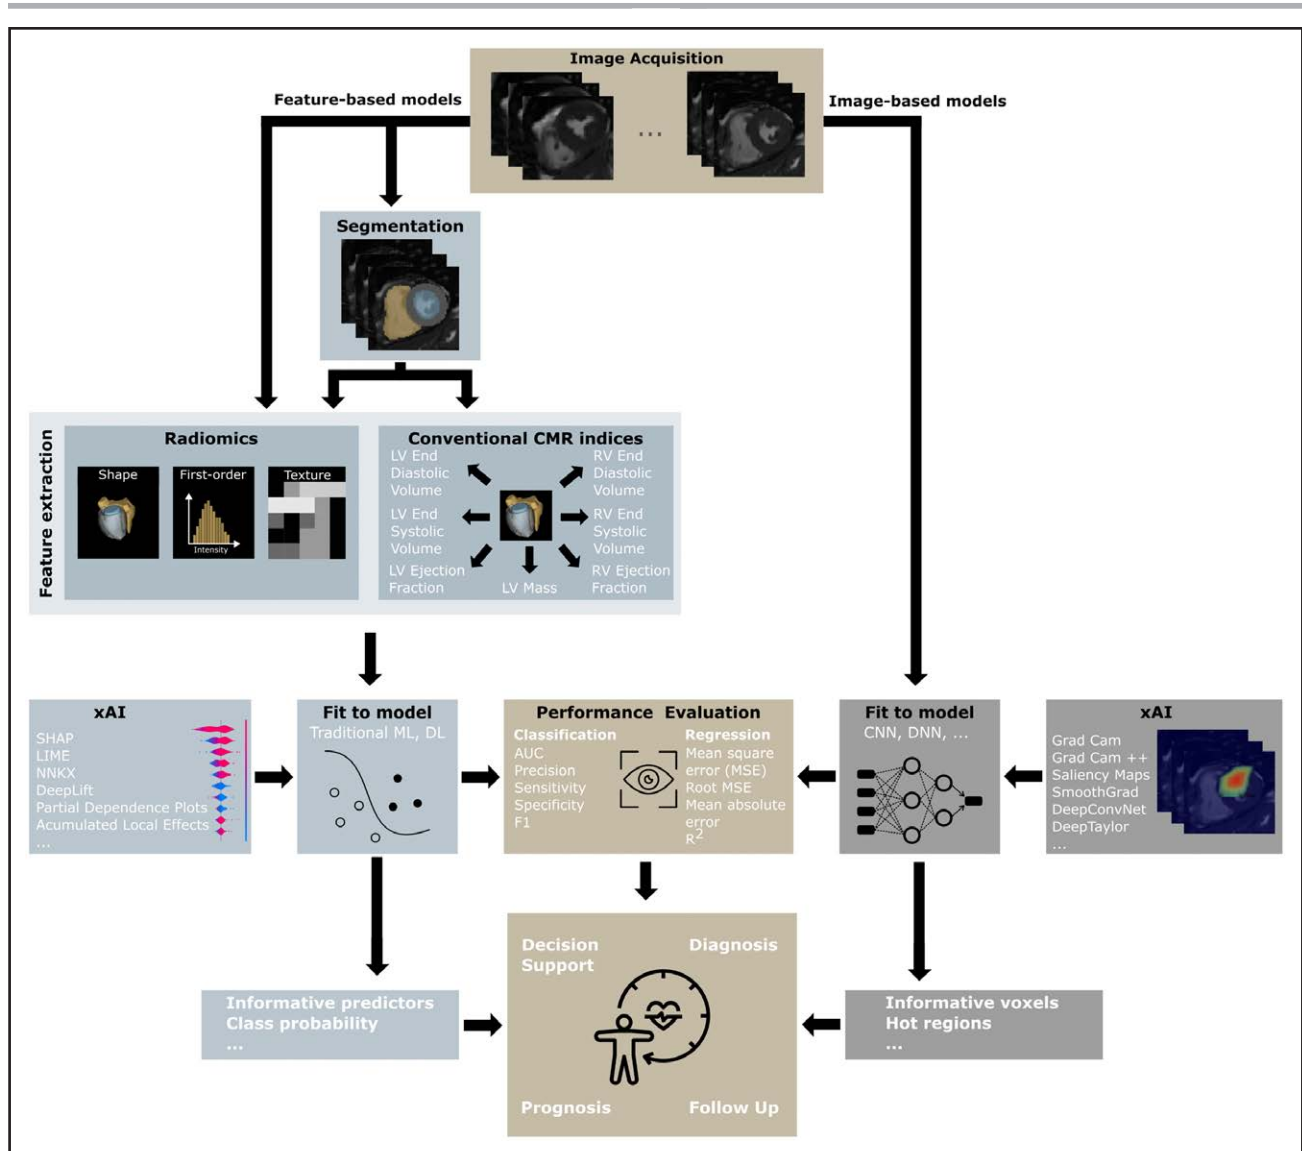 Image Acquisition
Feature-based models
Image-based models
...
Segmentation
Feature extraction
Radiomics
Shape
First-order
Intensity
Texture
Conventional CMR indices
LV End
Diastolic
Volume
LV End
Systolic
Volume
LV Ejection
Fraction
LV Mass
RV End
Diastolic
Volume
RV End
Systolic
Volume
RV Ejection
Fraction
xAI
SHAP
LIME
NNKX
DeepLift
Partial Dependence Plots
Acumulated Local Effects
...
Fit to model
Traditional ML, DL
Performance Evaluation
Classification
AUC
Precision
Sensitivity
Specificity
F1
Regression
Mean square
error (MSE)
Root MSE
Mean absolute
error
R2
Fit to model
CNN, DNN, ...
xAI
Grad Cam
Grad Cam ++
Saliency Maps
SmoothGrad
DeepConvNet
DeepTaylor
...
Informative predictors
Class probability
...
Decision
Support
Diagnosis
Prognosis
Follow Up
Informative voxels
Hot regions
...